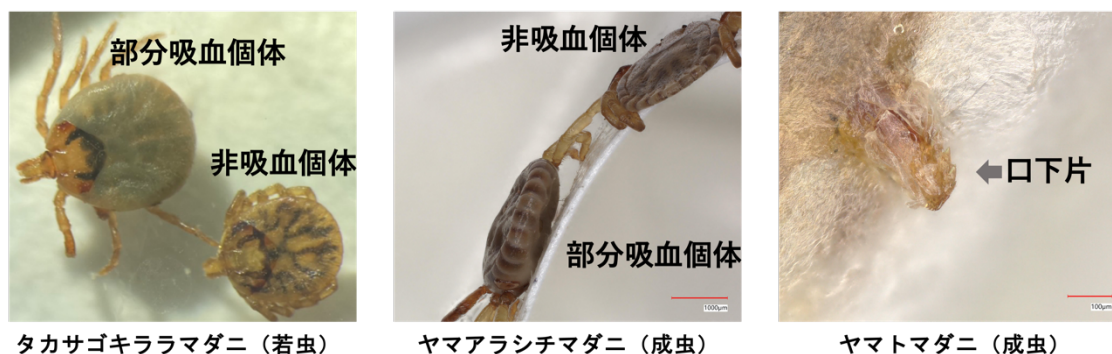 部分吸血個体
非吸血個体
タカサゴキララマダニ（若虫）
非吸血個体
部分吸血個体
1000μm
ヤマアラシチマダニ（成虫）
口下片
100μm
ヤマトマダニ（成虫）